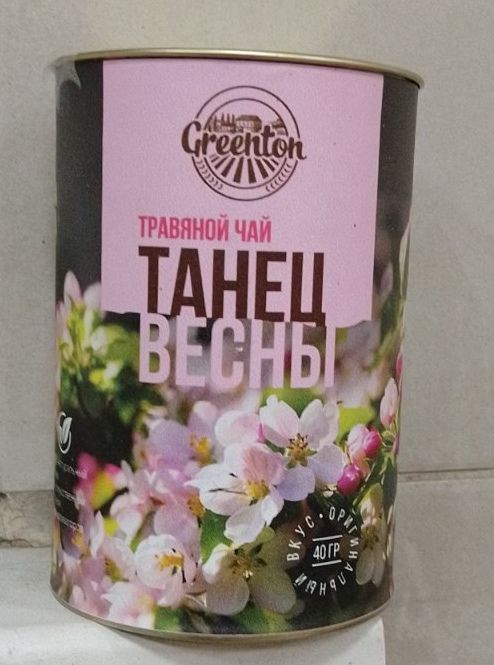 Greenton
ТРАВЯНОЙ ЧАЙ
ТАНЕЦ
ВЕСНЫ
ВКУС • ОРИГИНАЛЬНЫЙ
40 ГР